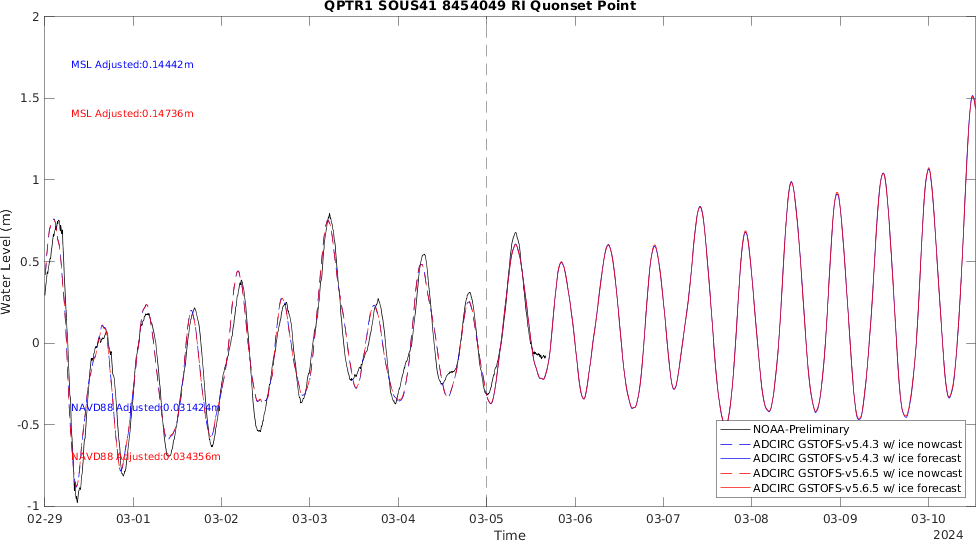 QPTR1 SOUS41 8454049 RI Quonset Point
2
1.5
1
0.5
0
-0.5
-1
Water Level (m)
MSL Adjusted:0.14442m
MSL Adjusted:0.14736m
NAVD88 Adjusted:0.031424m
NAVD88 Adjusted:0.034356m
NOAA-Preliminary
ADCIRC GSTOFS-v5.4.3 w/ ice nowcast
ADCIRC GSTOFS-v5.4.3 w/ ice forecast
ADCIRC GSTOFS-v5.6.5 w/ ice nowcast
ADCIRC GSTOFS-v5.6.5 w/ ice forecast
02-29 03-01 03-02 03-03 03-04 03-05 03-06 03-07 03-08 03-09 03-10
Time
2024